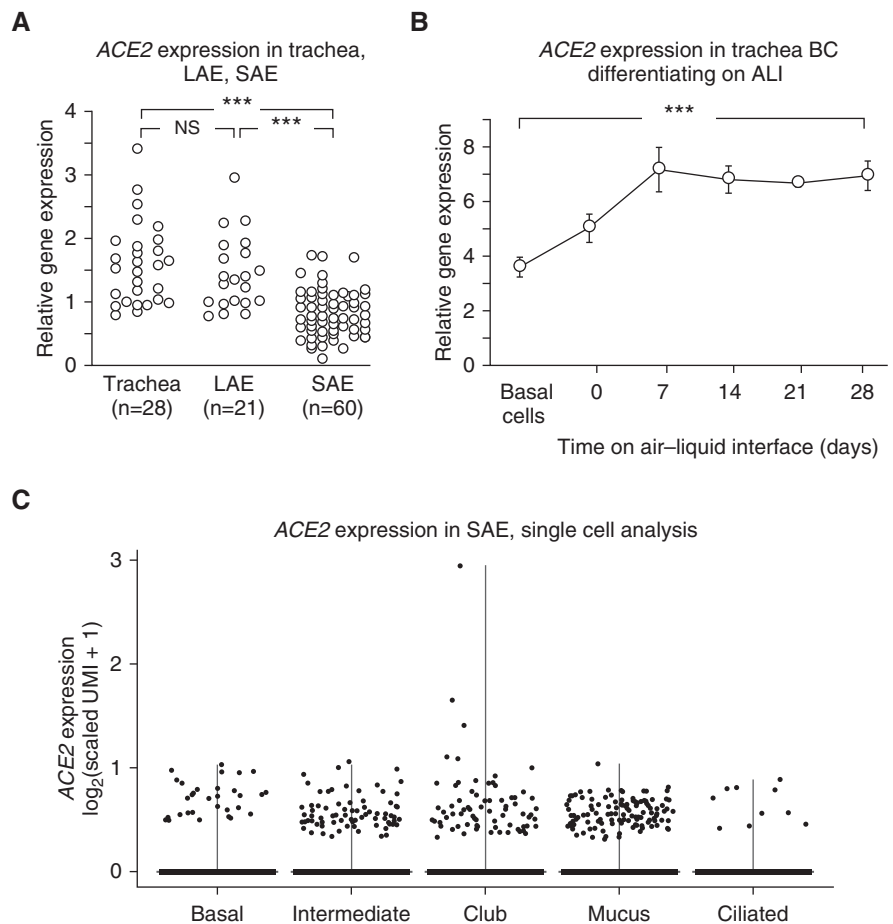 A
ACE2 expression in trachea,
LAE, SAE
***
NS
***
Relative gene expression
4
3
2
1
0
Trachea
(n=28)
LAE
(n=21)
SAE
(n=60)
B
ACE2 expression in trachea BC
differentiating on ALI
***
Relative gene expression
8
6
4
2
0
Basal
cells
0
7
14
21
28
Time on air–liquid interface (days)
C
ACE2 expression in SAE, single cell analysis
ACE2 expression
log2(scaled UMI + 1)
3
2
1
0
Basal
Intermediate
Club
Mucus
Ciliated